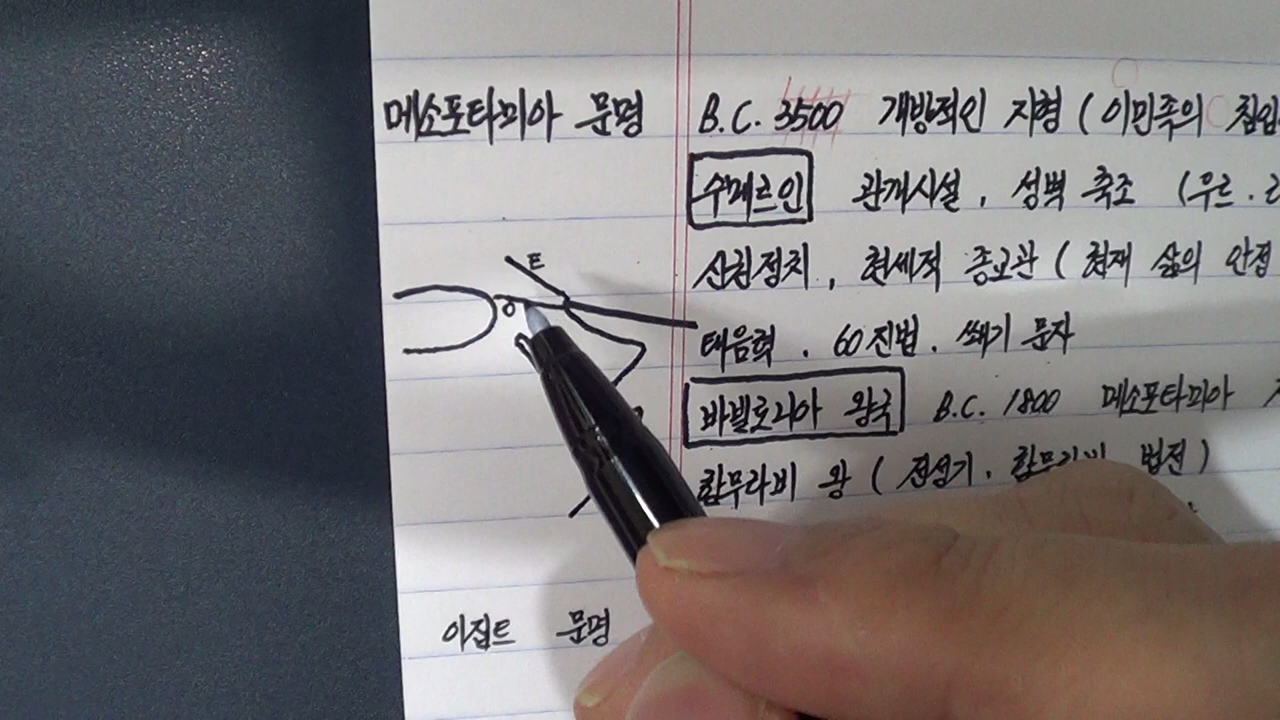 메소포타미아 문명 B.C. 3500 개방적인 지형 (이민족의 침입
수메르인 관개시설, 성벽 축조 (우르.
신권정치, 현세적 종교관 (현재 삶의 안정
E
태음력. 60진법. 쐐기 문자
바빌로니아 왕국 B.C. 1800 메소포타미아
함무라비 왕 (전성기. 함무라비 법전)
이집트 문명